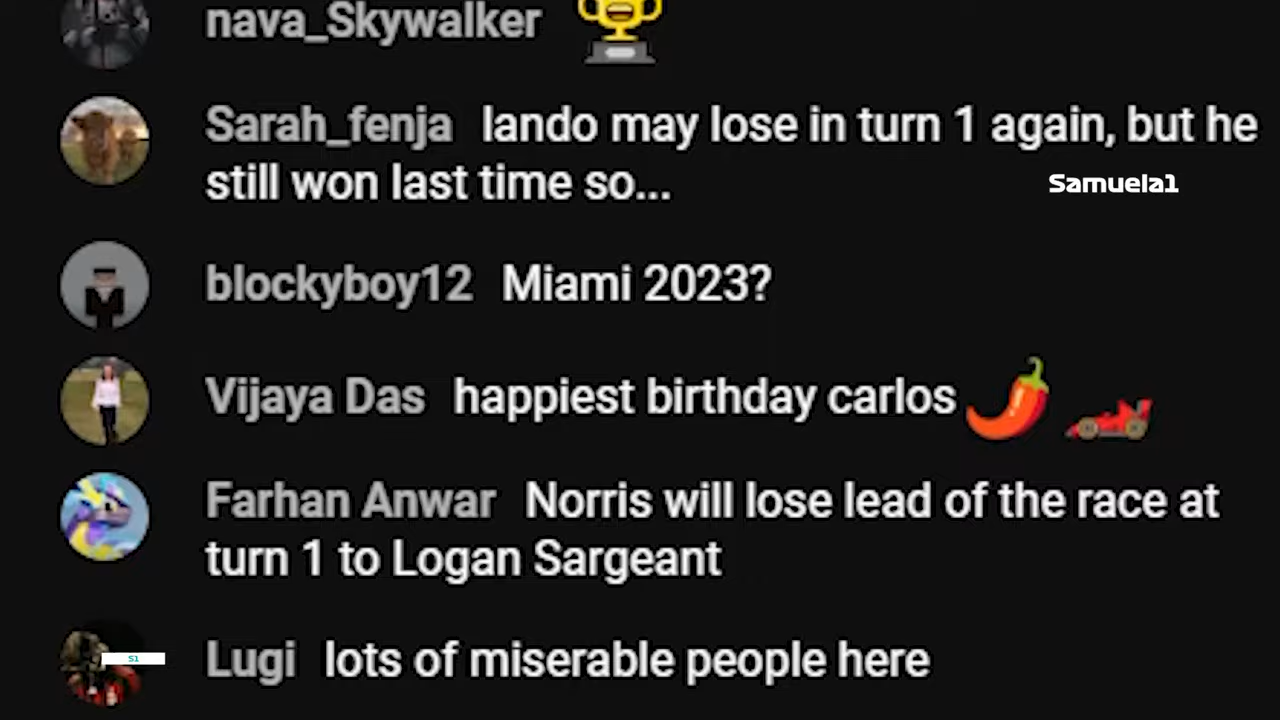 nava_Skywalker 🏆
Sarah_fenja lando may lose in turn 1 again, but he
still won last time so...
Samuela1
blockyboy12 Miami 2023?
Vijaya Das happiest birthday carlos 🌶️ 🏎️
Farhan Anwar Norris will lose lead of the race at
turn 1 to Logan Sargeant
S1
Lugi lots of miserable people here